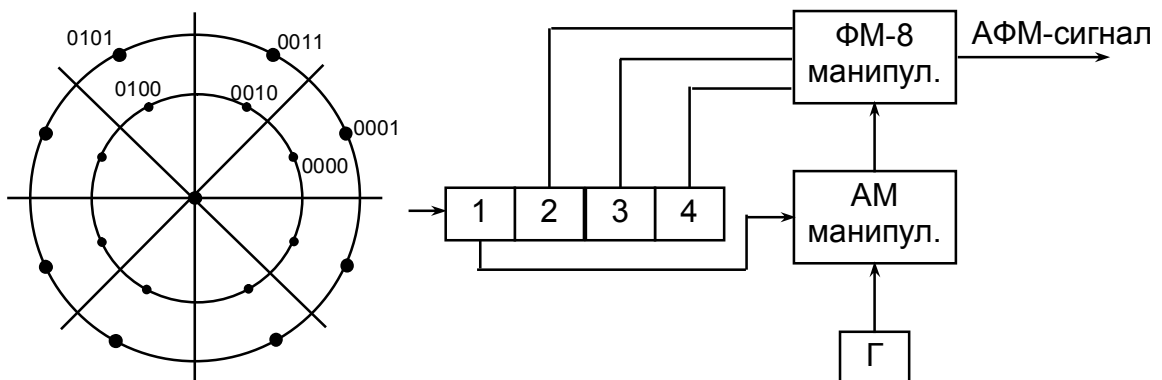 0101
0011
0100
0010
0001
0000
1 2 3 4
ФМ-8
манипул.
АФМ-сигнал
АМ
манипул.
Г